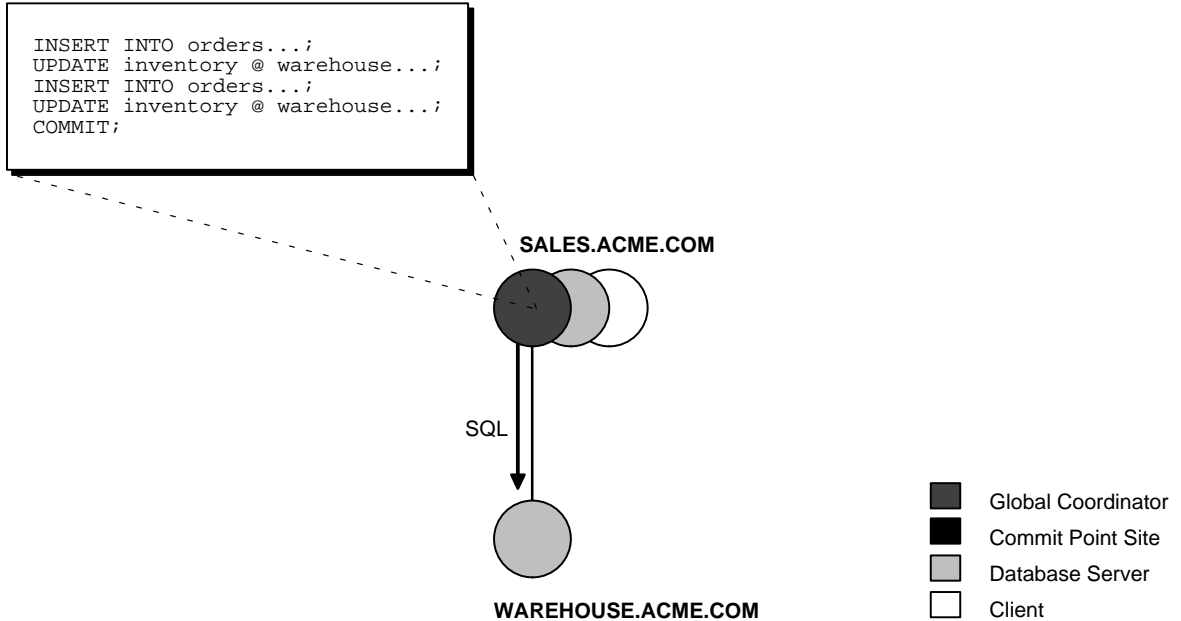 INSERT INTO orders...;
UPDATE inventory @ warehouse...;
INSERT INTO orders...;
UPDATE inventory @ warehouse...;
COMMIT;
SALES.ACME.COM
SQL
WAREHOUSE.ACME.COM
Global Coordinator
Commit Point Site
Database Server
Client